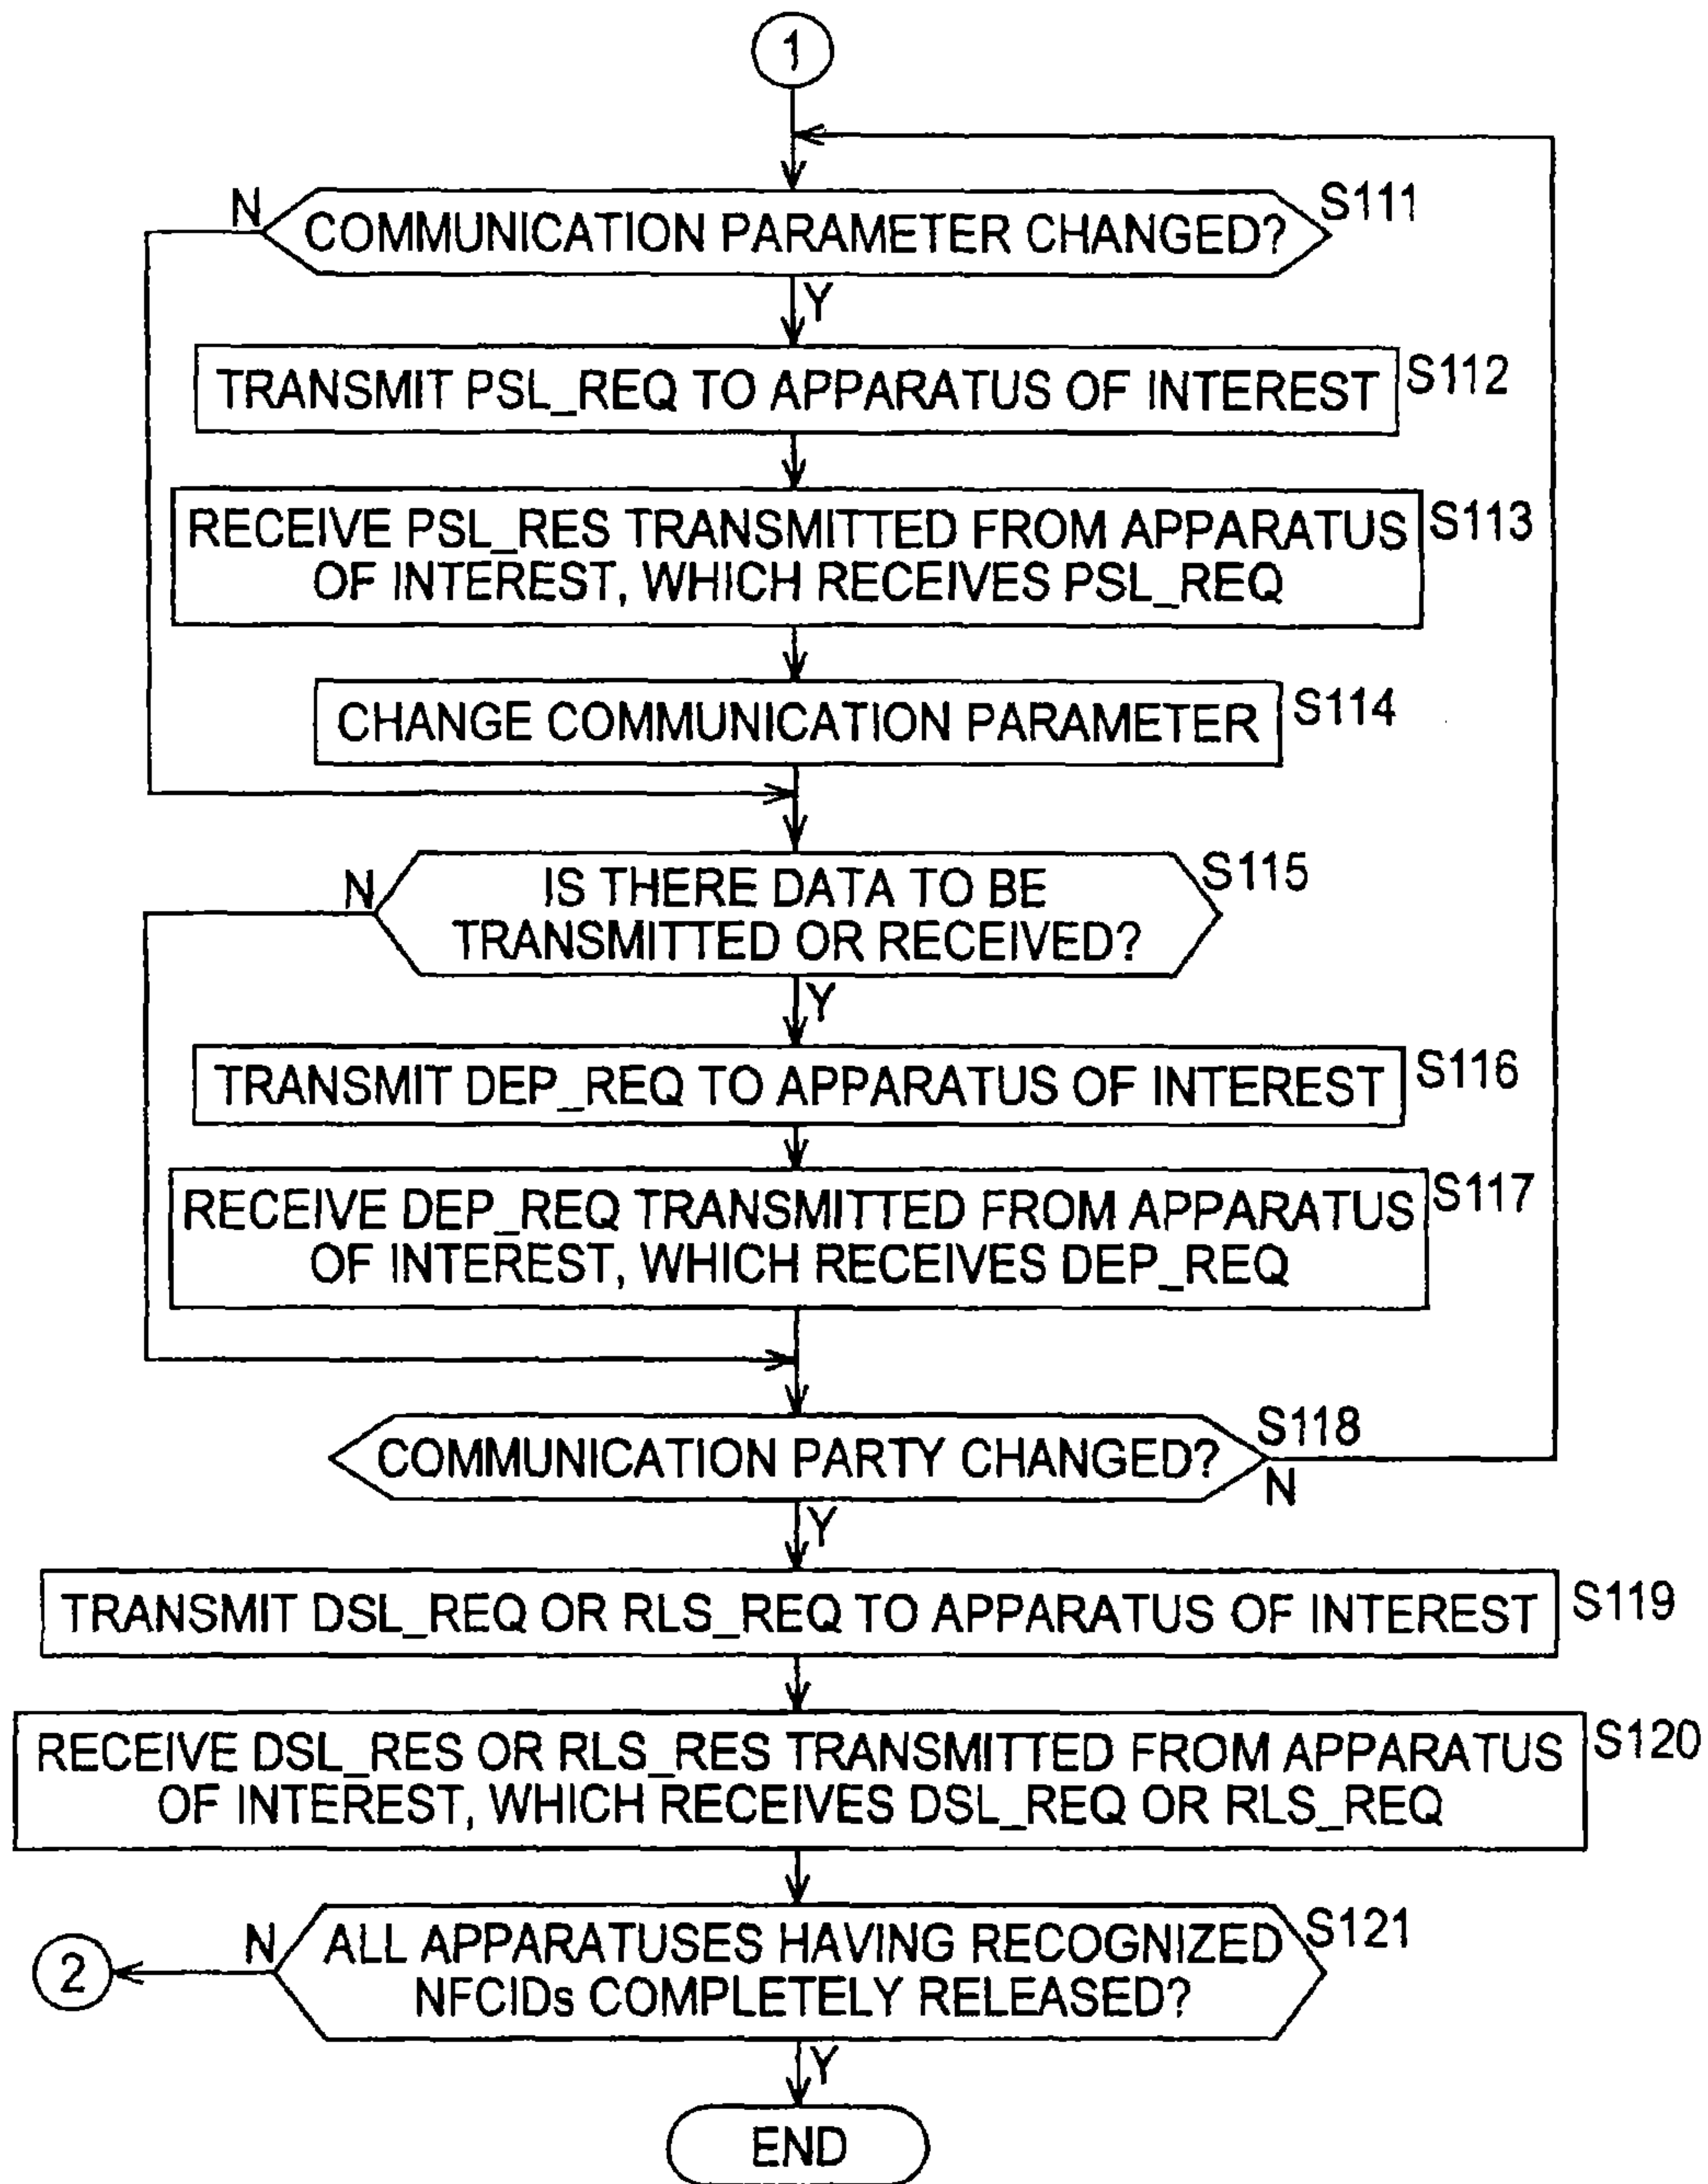 1
N
COMMUNICATION PARAMETER CHANGED?
S111
Y
TRANSMIT PSL_REQ TO APPARATUS OF INTEREST
S112
RECEIVE PSL_RES TRANSMITTED FROM APPARATUS
OF INTEREST, WHICH RECEIVES PSL_REQ
S113
CHANGE COMMUNICATION PARAMETER
S114
N
IS THERE DATA TO BE
TRANSMITTED OR RECEIVED?
S115
Y
TRANSMIT DEP_REQ TO APPARATUS OF INTEREST
S116
RECEIVE DEP_REQ TRANSMITTED FROM APPARATUS
OF INTEREST, WHICH RECEIVES DEP_REQ
S117
COMMUNICATION PARTY CHANGED?
S118
N
Y
TRANSMIT DSL_REQ OR RLS_REQ TO APPARATUS OF INTEREST
S119
RECEIVE DSL_RES OR RLS_RES TRANSMITTED FROM APPARATUS
OF INTEREST, WHICH RECEIVES DSL_REQ OR RLS_REQ
S120
2
N
ALL APPARATUSES HAVING RECOGNIZED
NFCIDs COMPLETELY RELEASED?
S121
Y
END